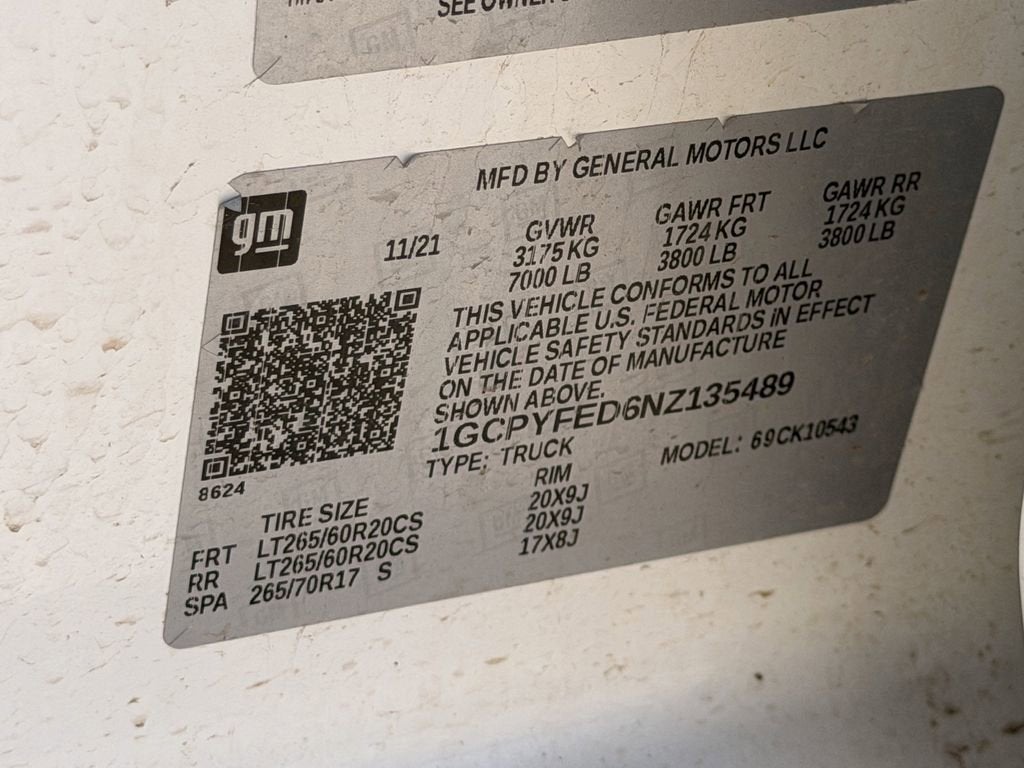 SEE OWNER
MFD BY GENERAL MOTORS LLC
gm
11/21
GVWR GAWR FRT GAWR RR
3175 KG 1724 KG 1724 KG
7000 LB 3800 LB 3800 LB
THIS VEHICLE CONFORMS TO ALL
APPLICABLE U.S. FEDERAL MOTOR
VEHICLE SAFETY STANDARDS IN EFFECT
ON THE DATE OF MANUFACTURE
SHOWN ABOVE.
1GCPYFED6NZ135489
TYPE: TRUCK MODEL: 69CK10543
8624
TIRE SIZE RIM
FRT LT265/60R20CS 20X9J
RR LT265/60R20CS 20X9J
SPA 265/70R17 S 17X8J